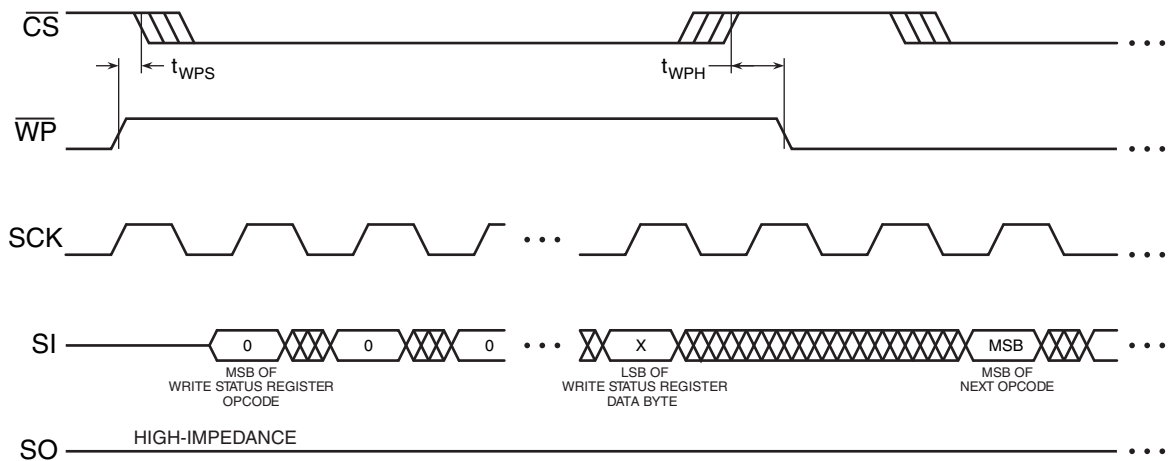 CS
tWPS
tWPH
WP
SCK
SI
0
0
0
X
MSB
MSB OF
WRITE STATUS REGISTER
OPCODE
LSB OF
WRITE STATUS REGISTER
DATA BYTE
MSB OF
NEXT OPCODE
SO
HIGH-IMPEDANCE